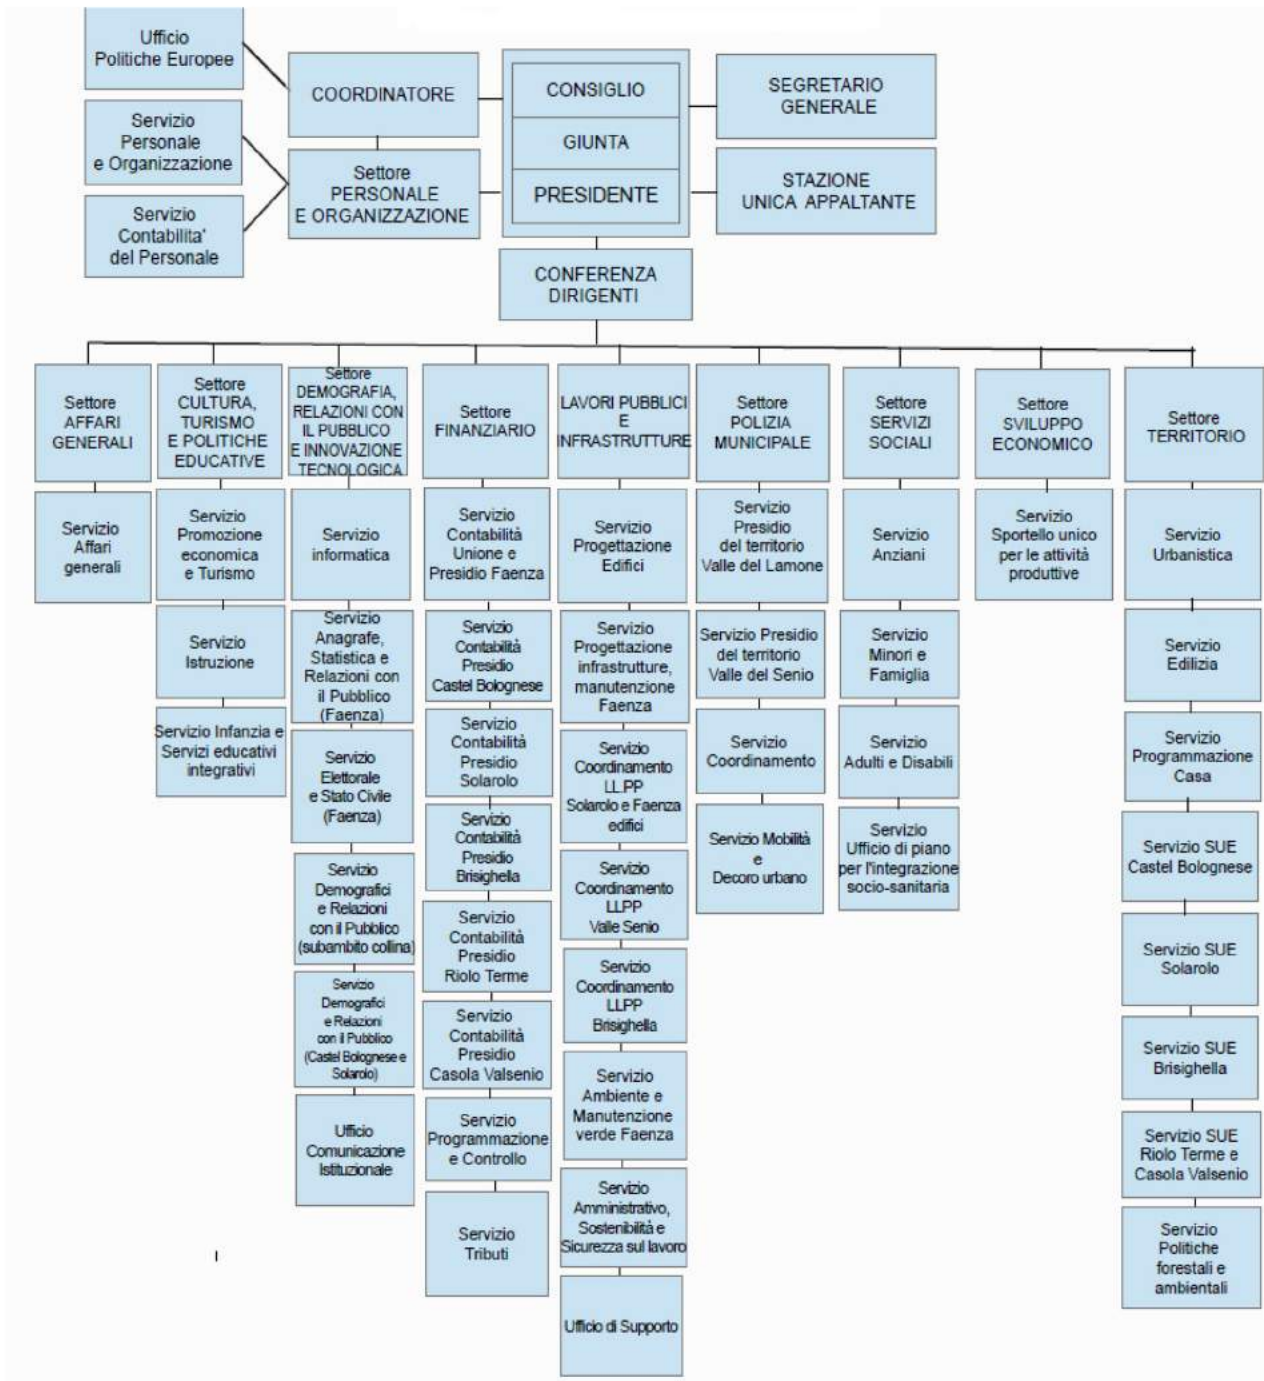 Ufficio
Politiche Europee
COORDINATORE
CONSIGLIO
GIUNTA
PRESIDENTE
SEGRETARIO
GENERALE
Servizio
Personale
e Organizzazione
Settore
PERSONALE
E ORGANIZZAZIONE
STAZIONE
UNICA APPALTANTE
Servizio
Contabilita'
del Personale
CONFERENZA
DIRIGENTI
Settore
AFFARI
GENERALI
Servizio
Affari
generali
Settore
CULTURA,
TURISMO
E POLITICHE
EDUCATIVE
Servizio
Promozione
economica
e Turismo
Servizio
Istruzione
Servizio Infanzia e
Servizi educativi
integrativi
Settore
DEMOGRAFIA,
RELAZIONI CON
IL PUBBLICO
E INNOVAZIONE
TECNOLOGICA
Servizio
informatica
Servizio
Anagrafe,
Statistica e
Relazioni con
il Pubblico
(Faenza)
Servizio
Elettorale
e Stato Civile
(Faenza)
Servizio
Demografici
e Relazioni
con il Pubblico
(subambito collina)
Servizio
Demografici
e Relazioni
con il Pubblico
(Castel Bolognese e
Solarolo)
Ufficio
Comunicazione
Istituzionale
Settore
FINANZIARIO
Servizio
Contabilità
Unione e
Presidio Faenza
Servizio
Contabilità
Presidio
Castel Bolognese
Servizio
Contabilità
Presidio
Solarolo
Servizio
Contabilità
Presidio
Brisighella
Servizio
Contabilità
Presidio
Riolo Terme
Servizio
Contabilità
Presidio
Casola Valsenio
Servizio
Programmazione
e Controllo
Servizio
Tributi
LAVORI PUBBLICI
E
INFRASTRUTTURE
Servizio
Progettazione
Edifici
Servizio
Progettazione
infrastrutture,
manutenzione
Faenza
Servizio
Coordinamento
LL.PP
Solarolo e Faenza
edifici
Servizio
Coordinamento
LLPP
Valle Senio
Servizio
Coordinamento
LLPP
Brisighella
Servizio
Ambiente e
Manutenzione
verde Faenza
Servizio
Amministrativo,
Sostenibilità e
Sicurezza sul lavoro
Ufficio di Supporto
Settore
POLIZIA
MUNICIPALE
Servizio
Presidio
del territorio
Valle del Lamone
Servizio Presidio
del territorio
Valle del Senio
Servizio
Coordinamento
Servizio Mobilità
e
Decoro urbano
Settore
SERVIZI
SOCIALI
Servizio
Anziani
Servizio
Minori e
Famiglia
Servizio
Adulti e Disabili
Servizio
Ufficio di piano
per l'integrazione
socio-sanitaria
Settore
SVILUPPO
ECONOMICO
Servizio
Sportello unico
per le attività
produttive
Settore
TERRITORIO
Servizio
Urbanistica
Servizio
Edilizia
Servizio
Programmazione
Casa
Servizio SUE
Castel Bolognese
Servizio SUE
Solarolo
Servizio SUE
Brisighella
Servizio SUE
Riolo Terme e
Casola Valsenio
Servizio
Politiche
forestali e
ambientali